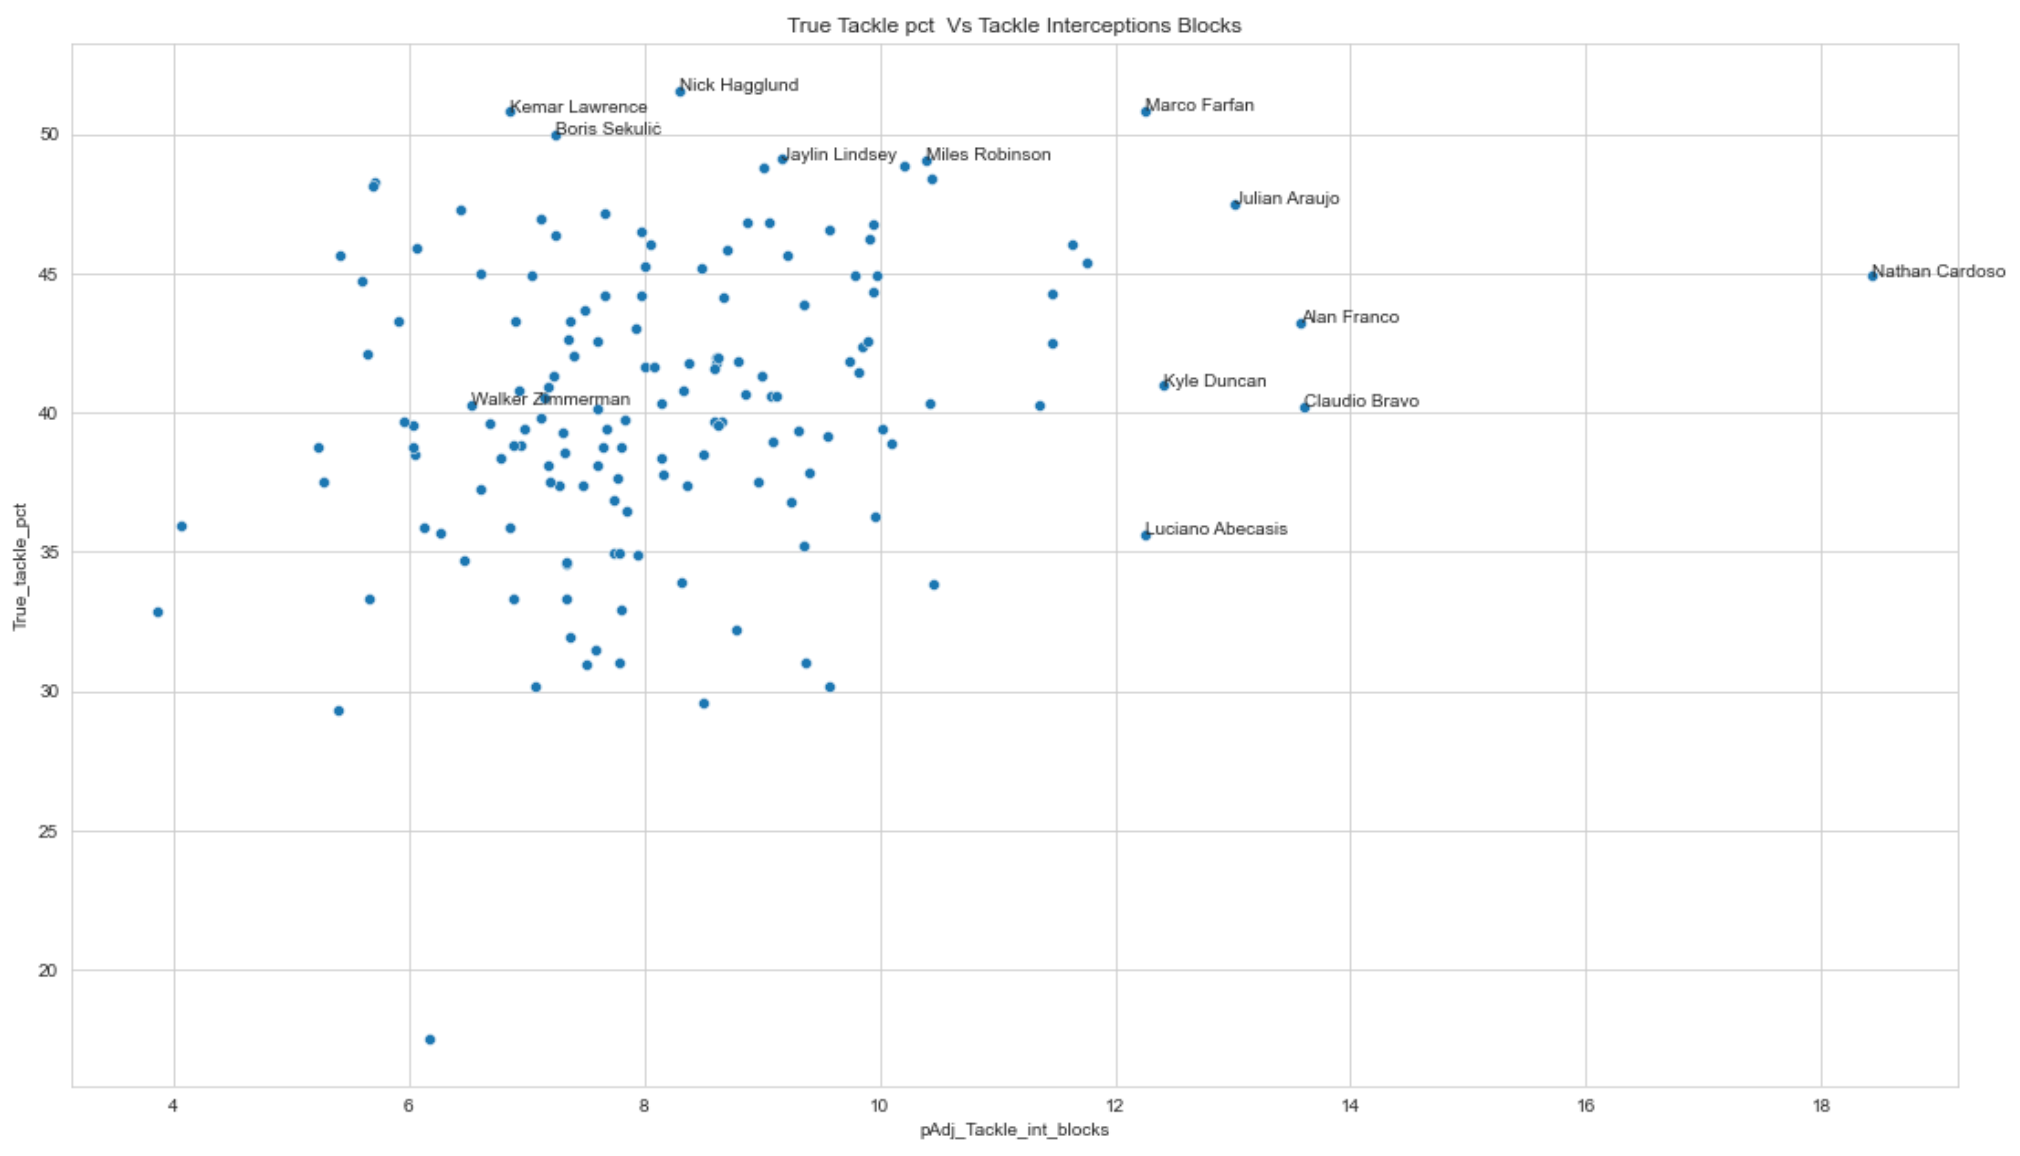 True Tackle pct  Vs Tackle Interceptions Blocks
Nick Hagglund
Kemar Lawrence
Marco Farfan
Boris Sekulić
50
Jaylin Lindsey
Miles Robinson
Julian Araujo
45
Nathan Cardoso
Alan Franco
Kyle Duncan
Walker Zimmerman
Claudio Bravo
40
Luciano Abecasis
35
True_tackle_pct
30
25
20
4 6 8 10 12 14 16 18
pAdj_Tackle_int_blocks